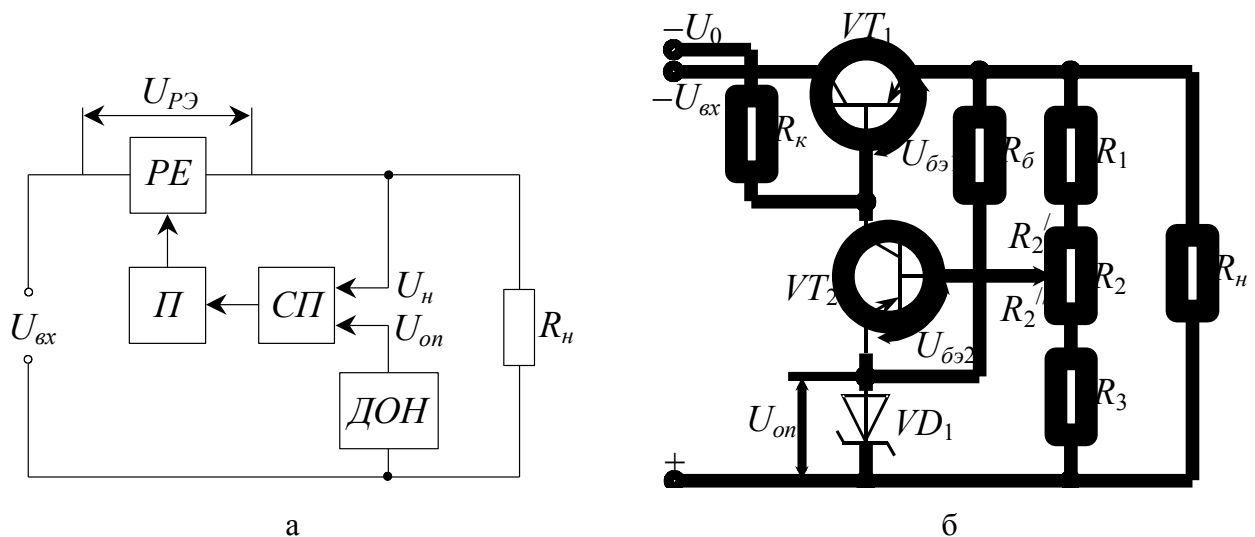 U_РЭ
РЕ
П
СП
U_н
U_оп
U_вх
R_н
ДОН
а
–U_0
–U_вх
VT_1
R_к
U_бэ1
R_б
R_1
R_2^/
R_2
R_2^//
R_н
VT_2
U_бэ2
R_3
U_оп
VD_1
+
б